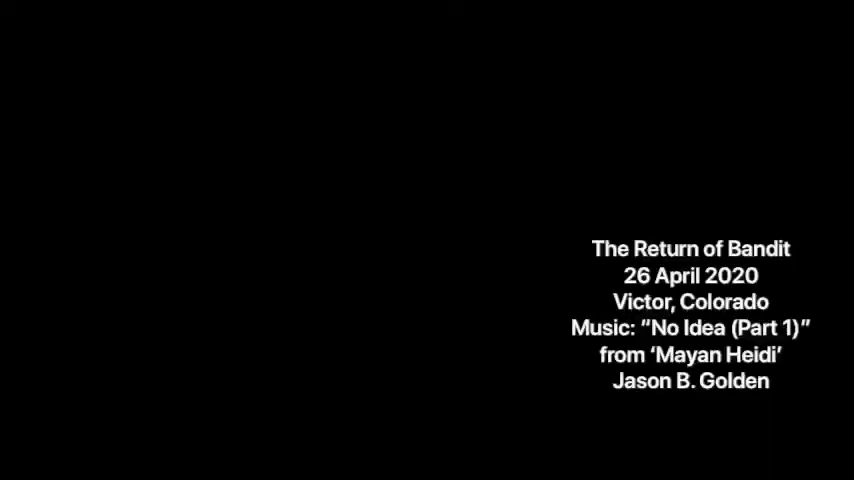 The Return of Bandit
26 April 2020
Victor, Colorado
Music: “No Idea (Part 1)”
from ‘Mayan Heidi’
Jason B. Golden